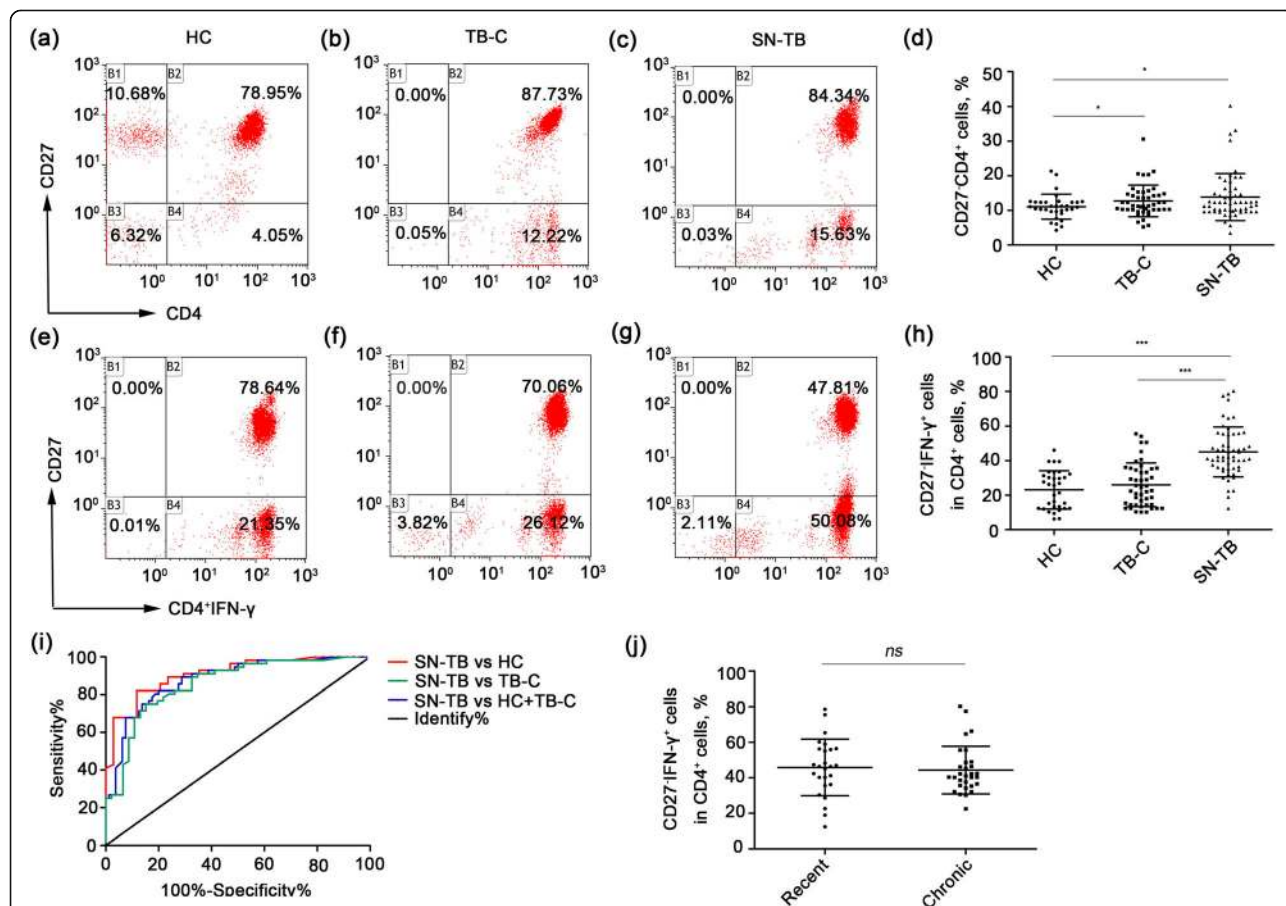 (a) HC
(b) TB-C
(c) SN-TB
(d)
10³
B1
B2
10.68%
78.95%
10²
10¹
10⁰
B3
B4
6.32%
4.05%
10⁰ 10¹ 10² 10³
CD27
CD4
10³
B1
B2
0.00%
87.73%
10²
10¹
10⁰
B3
B4
0.05%
12.22%
10⁰ 10¹ 10² 10³
10³
B1
B2
0.00%
84.34%
10²
10¹
10⁰
B3
B4
0.03%
15.63%
10⁰ 10¹ 10² 10³
CD27⁻CD4⁺ cells, %
50
40
30
20
10
0
*
*
HC
TB-C
SN-TB
(e)
10³
B1
B2
0.00%
78.64%
10²
10¹
10⁰
B3
B4
0.01%
21.35%
10⁰ 10¹ 10² 10³
CD27
CD4⁺IFN-γ
(f)
10³
B1
B2
0.00%
70.06%
10²
10¹
10⁰
B3
B4
3.82%
26.12%
10⁰ 10¹ 10² 10³
(g)
10³
B1
B2
0.00%
47.81%
10²
10¹
10⁰
B3
B4
2.11%
50.08%
10⁰ 10¹ 10² 10³
(h)
CD27⁻IFN-γ⁺ cells
in CD4⁺ cells, %
100
80
60
40
20
0
***
***
HC
TB-C
SN-TB
(i)
Sensitivity%
100
80
60
40
20
0
0 20 40 60 80 100
100%-Specificity%
SN-TB vs HC
SN-TB vs TB-C
SN-TB vs HC+TB-C
Identify%
(j)
CD27⁻IFN-γ⁺ cells
in CD4⁺ cells, %
100
80
60
40
20
0
ns
Recent
Chronic